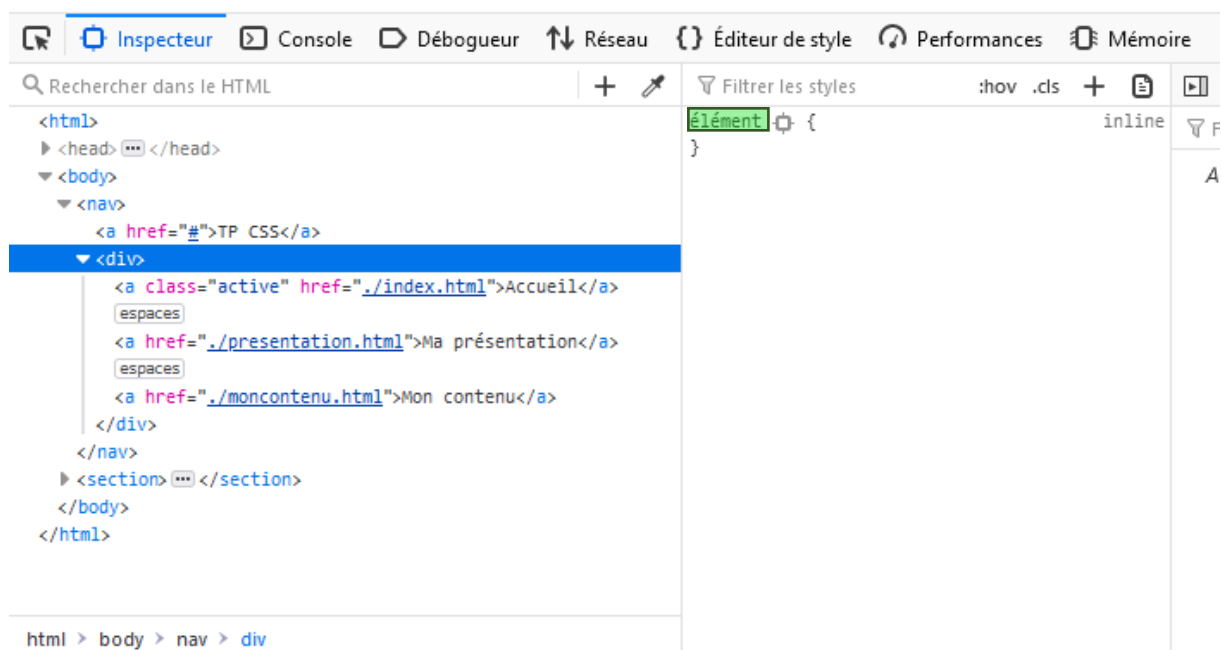 Inspecteur Console Débogueur Réseau {} Éditeur de style Performances Mémoire
Rechercher dans le HTML + Filtrer les styles :hov .cls +
<html>
<head> ... </head>
<body>
<nav>
<a href="#">TP CSS</a>
<div>
<a class="active" href="./index.html">Accueil</a>
espaces
<a href="./presentation.html">Ma présentation</a>
espaces
<a href="./moncontenu.html">Mon contenu</a>
</div>
</nav>
<section> ... </section>
</body>
</html>
html > body > nav > div
élément { inline
}
F
A